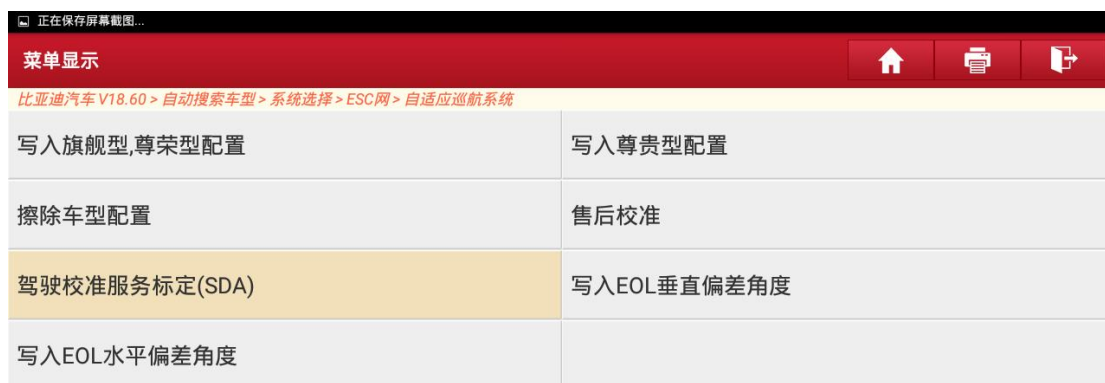 正在保存屏幕截图...
菜单显示
比亚迪汽车 V18.60 > 自动搜索车型 > 系统选择 > ESC网 > 自适应巡航系统
写入旗舰型,尊荣型配置
写入尊贵型配置
擦除车型配置
售后校准
驾驶校准服务标定(SDA)
写入EOL垂直偏差角度
写入EOL水平偏差角度